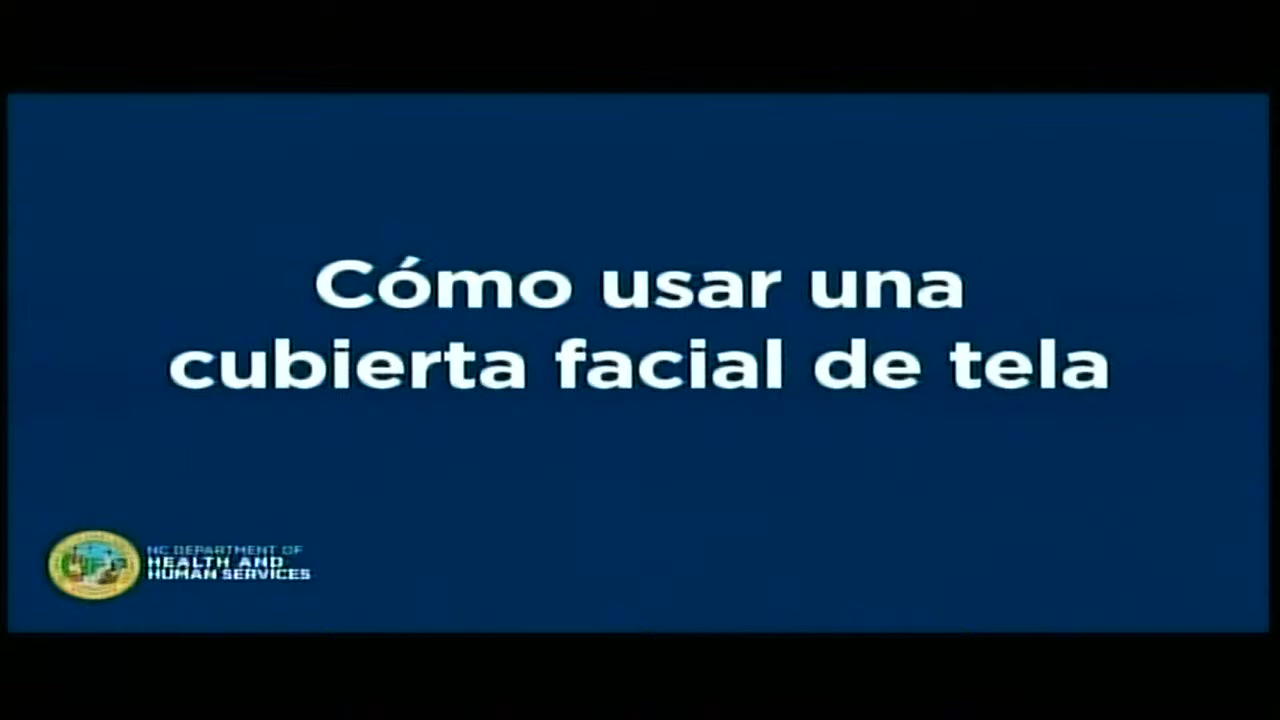 Cómo usar una
cubierta facial de tela
NC DEPARTMENT OF
HEALTH AND
HUMAN SERVICES